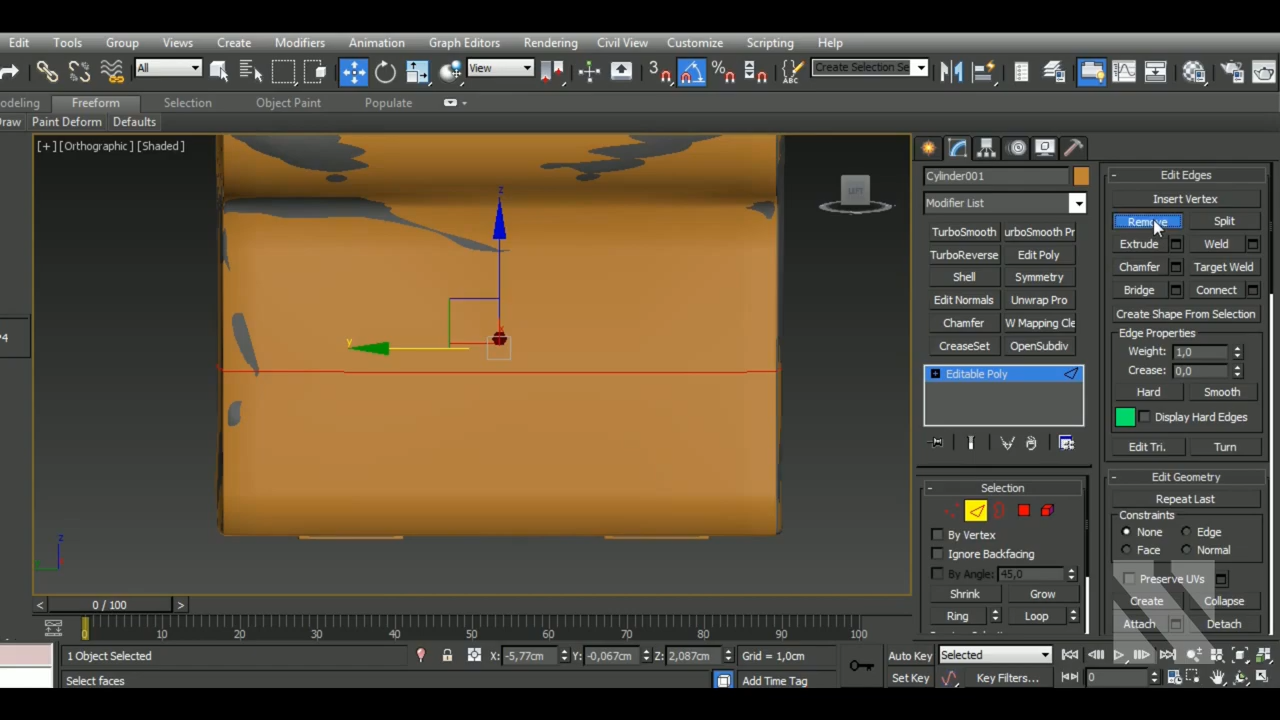 Edit Tools Group Views Create Modifiers Animation Graph Editors Rendering Civil View Customize Scripting Help
All View 3 ABC Create Selection Se
odeling Freeform Selection Object Paint Populate
raw Paint Deform Defaults
[+] [Orthographic] [Shaded]
LEFT
z
y
x
P4
z
Cylinder001
Modifier List
TurboSmooth urboSmooth Pr
TurboReverse Edit Poly
Shell Symmetry
Edit Normals Unwrap Pro
Chamfer W Mapping Cle
CreaseSet OpenSubdiv
Editable Poly
- Selection
By Vertex
Ignore Backfacing
By Angle: 45,0
Shrink Grow
Ring Loop
- Edit Edges
Insert Vertex
Remove Split
Extrude Weld
Chamfer Target Weld
Bridge Connect
Create Shape From Selection
Edge Properties
Weight: 1,0
Crease: 0,0
Hard Smooth
Display Hard Edges
Edit Tri. Turn
- Edit Geometry
Repeat Last
Constraints
None Edge
Face Normal
Preserve UVs
Create Collapse
Attach Detach
< 0 / 100 >
0 10 20 30 40 50 60 70 80 90 100
1 Object Selected X: -5,77cm Y: -0,067cm Z: 2,087cm Grid = 1,0cm Auto Key Selected
Select faces Add Time Tag Set Key Key Filters... 0